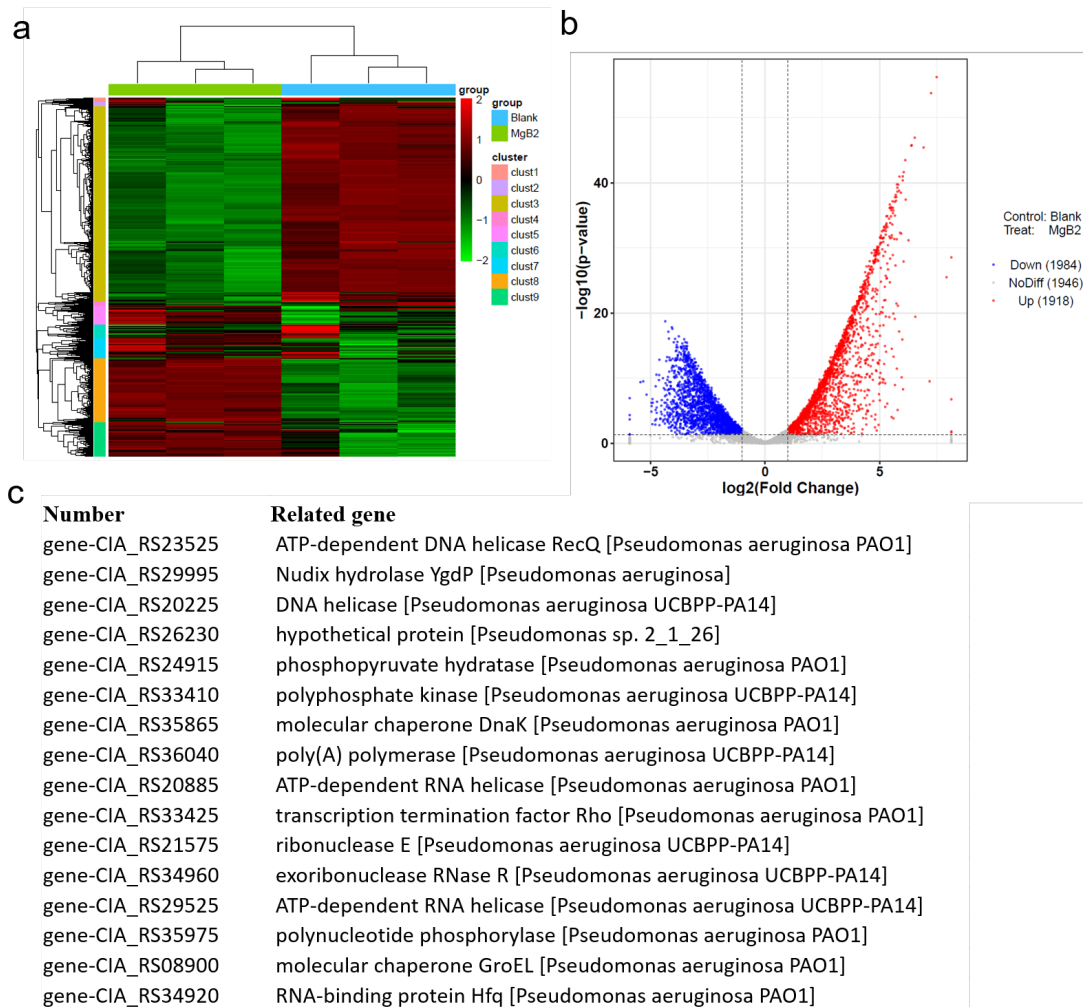 a
group
2
1
0
−1
−2
group
Blank
MgB2
cluster
clust1
clust2
clust3
clust4
clust5
clust6
clust7
clust8
clust9
b
−log10(p−value)
40
20
0
−5
0
5
log2(Fold Change)
Control: Blank
Treat: MgB2
Down (1984)
NoDiff (1946)
Up (1918)
c
Number Related gene
gene-CIA_RS23525 ATP-dependent DNA helicase RecQ [Pseudomonas aeruginosa PAO1]
gene-CIA_RS29995 Nudix hydrolase YgdP [Pseudomonas aeruginosa]
gene-CIA_RS20225 DNA helicase [Pseudomonas aeruginosa UCBPP-PA14]
gene-CIA_RS26230 hypothetical protein [Pseudomonas sp. 2_1_26]
gene-CIA_RS24915 phosphopyruvate hydratase [Pseudomonas aeruginosa PAO1]
gene-CIA_RS33410 polyphosphate kinase [Pseudomonas aeruginosa UCBPP-PA14]
gene-CIA_RS35865 molecular chaperone DnaK [Pseudomonas aeruginosa PAO1]
gene-CIA_RS36040 poly(A) polymerase [Pseudomonas aeruginosa UCBPP-PA14]
gene-CIA_RS20885 ATP-dependent RNA helicase [Pseudomonas aeruginosa PAO1]
gene-CIA_RS33425 transcription termination factor Rho [Pseudomonas aeruginosa PAO1]
gene-CIA_RS21575 ribonuclease E [Pseudomonas aeruginosa UCBPP-PA14]
gene-CIA_RS34960 exoribonuclease RNase R [Pseudomonas aeruginosa UCBPP-PA14]
gene-CIA_RS29525 ATP-dependent RNA helicase [Pseudomonas aeruginosa UCBPP-PA14]
gene-CIA_RS35975 polynucleotide phosphorylase [Pseudomonas aeruginosa PAO1]
gene-CIA_RS08900 molecular chaperone GroEL [Pseudomonas aeruginosa PAO1]
gene-CIA_RS34920 RNA-binding protein Hfq [Pseudomonas aeruginosa PAO1]